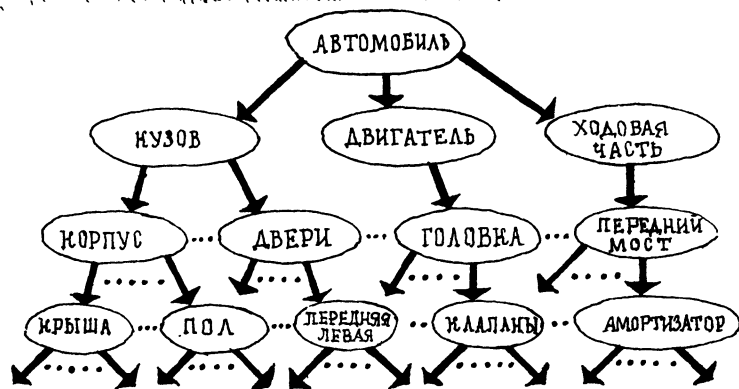 АВТОМОБИЛЬ
КУЗОВ
ДВИГАТЕЛЬ
ХОДОВАЯ
ЧАСТЬ
КОРПУС
ДВЕРИ
ГОЛОВКА
ПЕРЕДНИЙ
МОСТ
КРЫША
ПОЛ
ПЕРЕДНЯЯ
ЛЕВАЯ
КЛАПАНЫ
АМОРТИЗАТОР